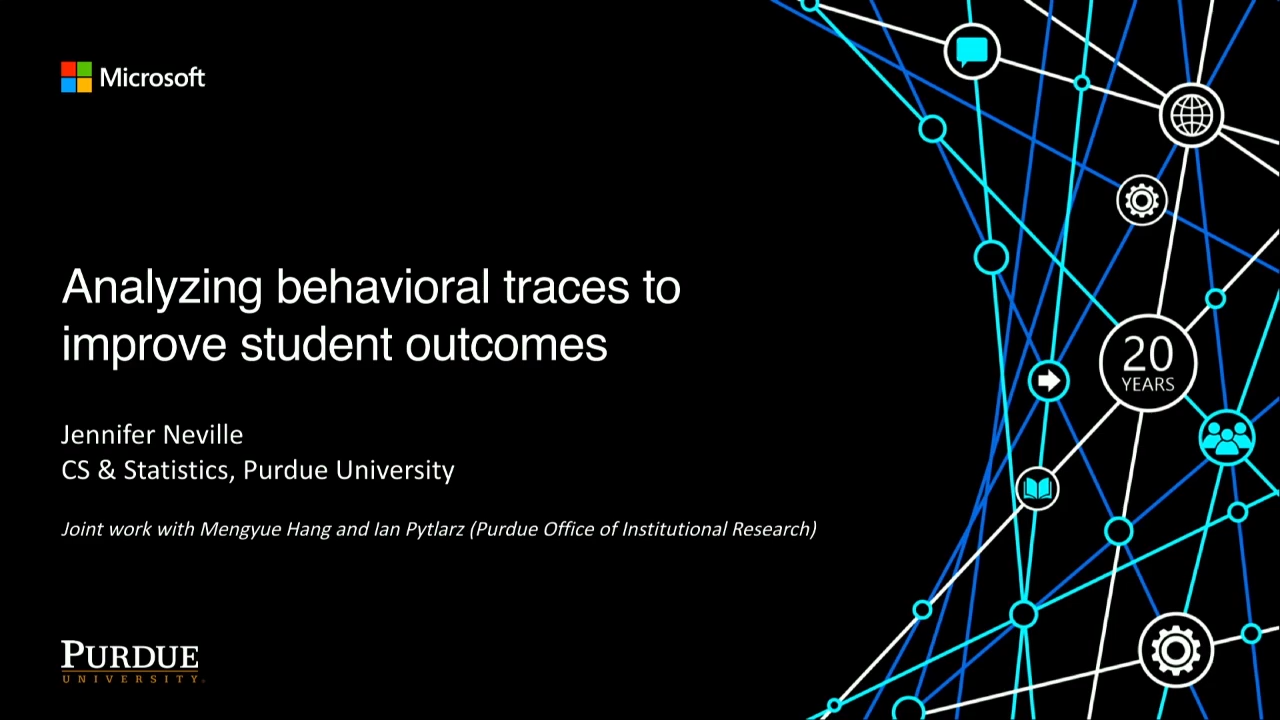 Microsoft
Analyzing behavioral traces to
improve student outcomes
Jennifer Neville
CS & Statistics, Purdue University
Joint work with Mengyue Hang and Ian Pytlarz (Purdue Office of Institutional Research)
PURDUE
UNIVERSITY
20
YEARS